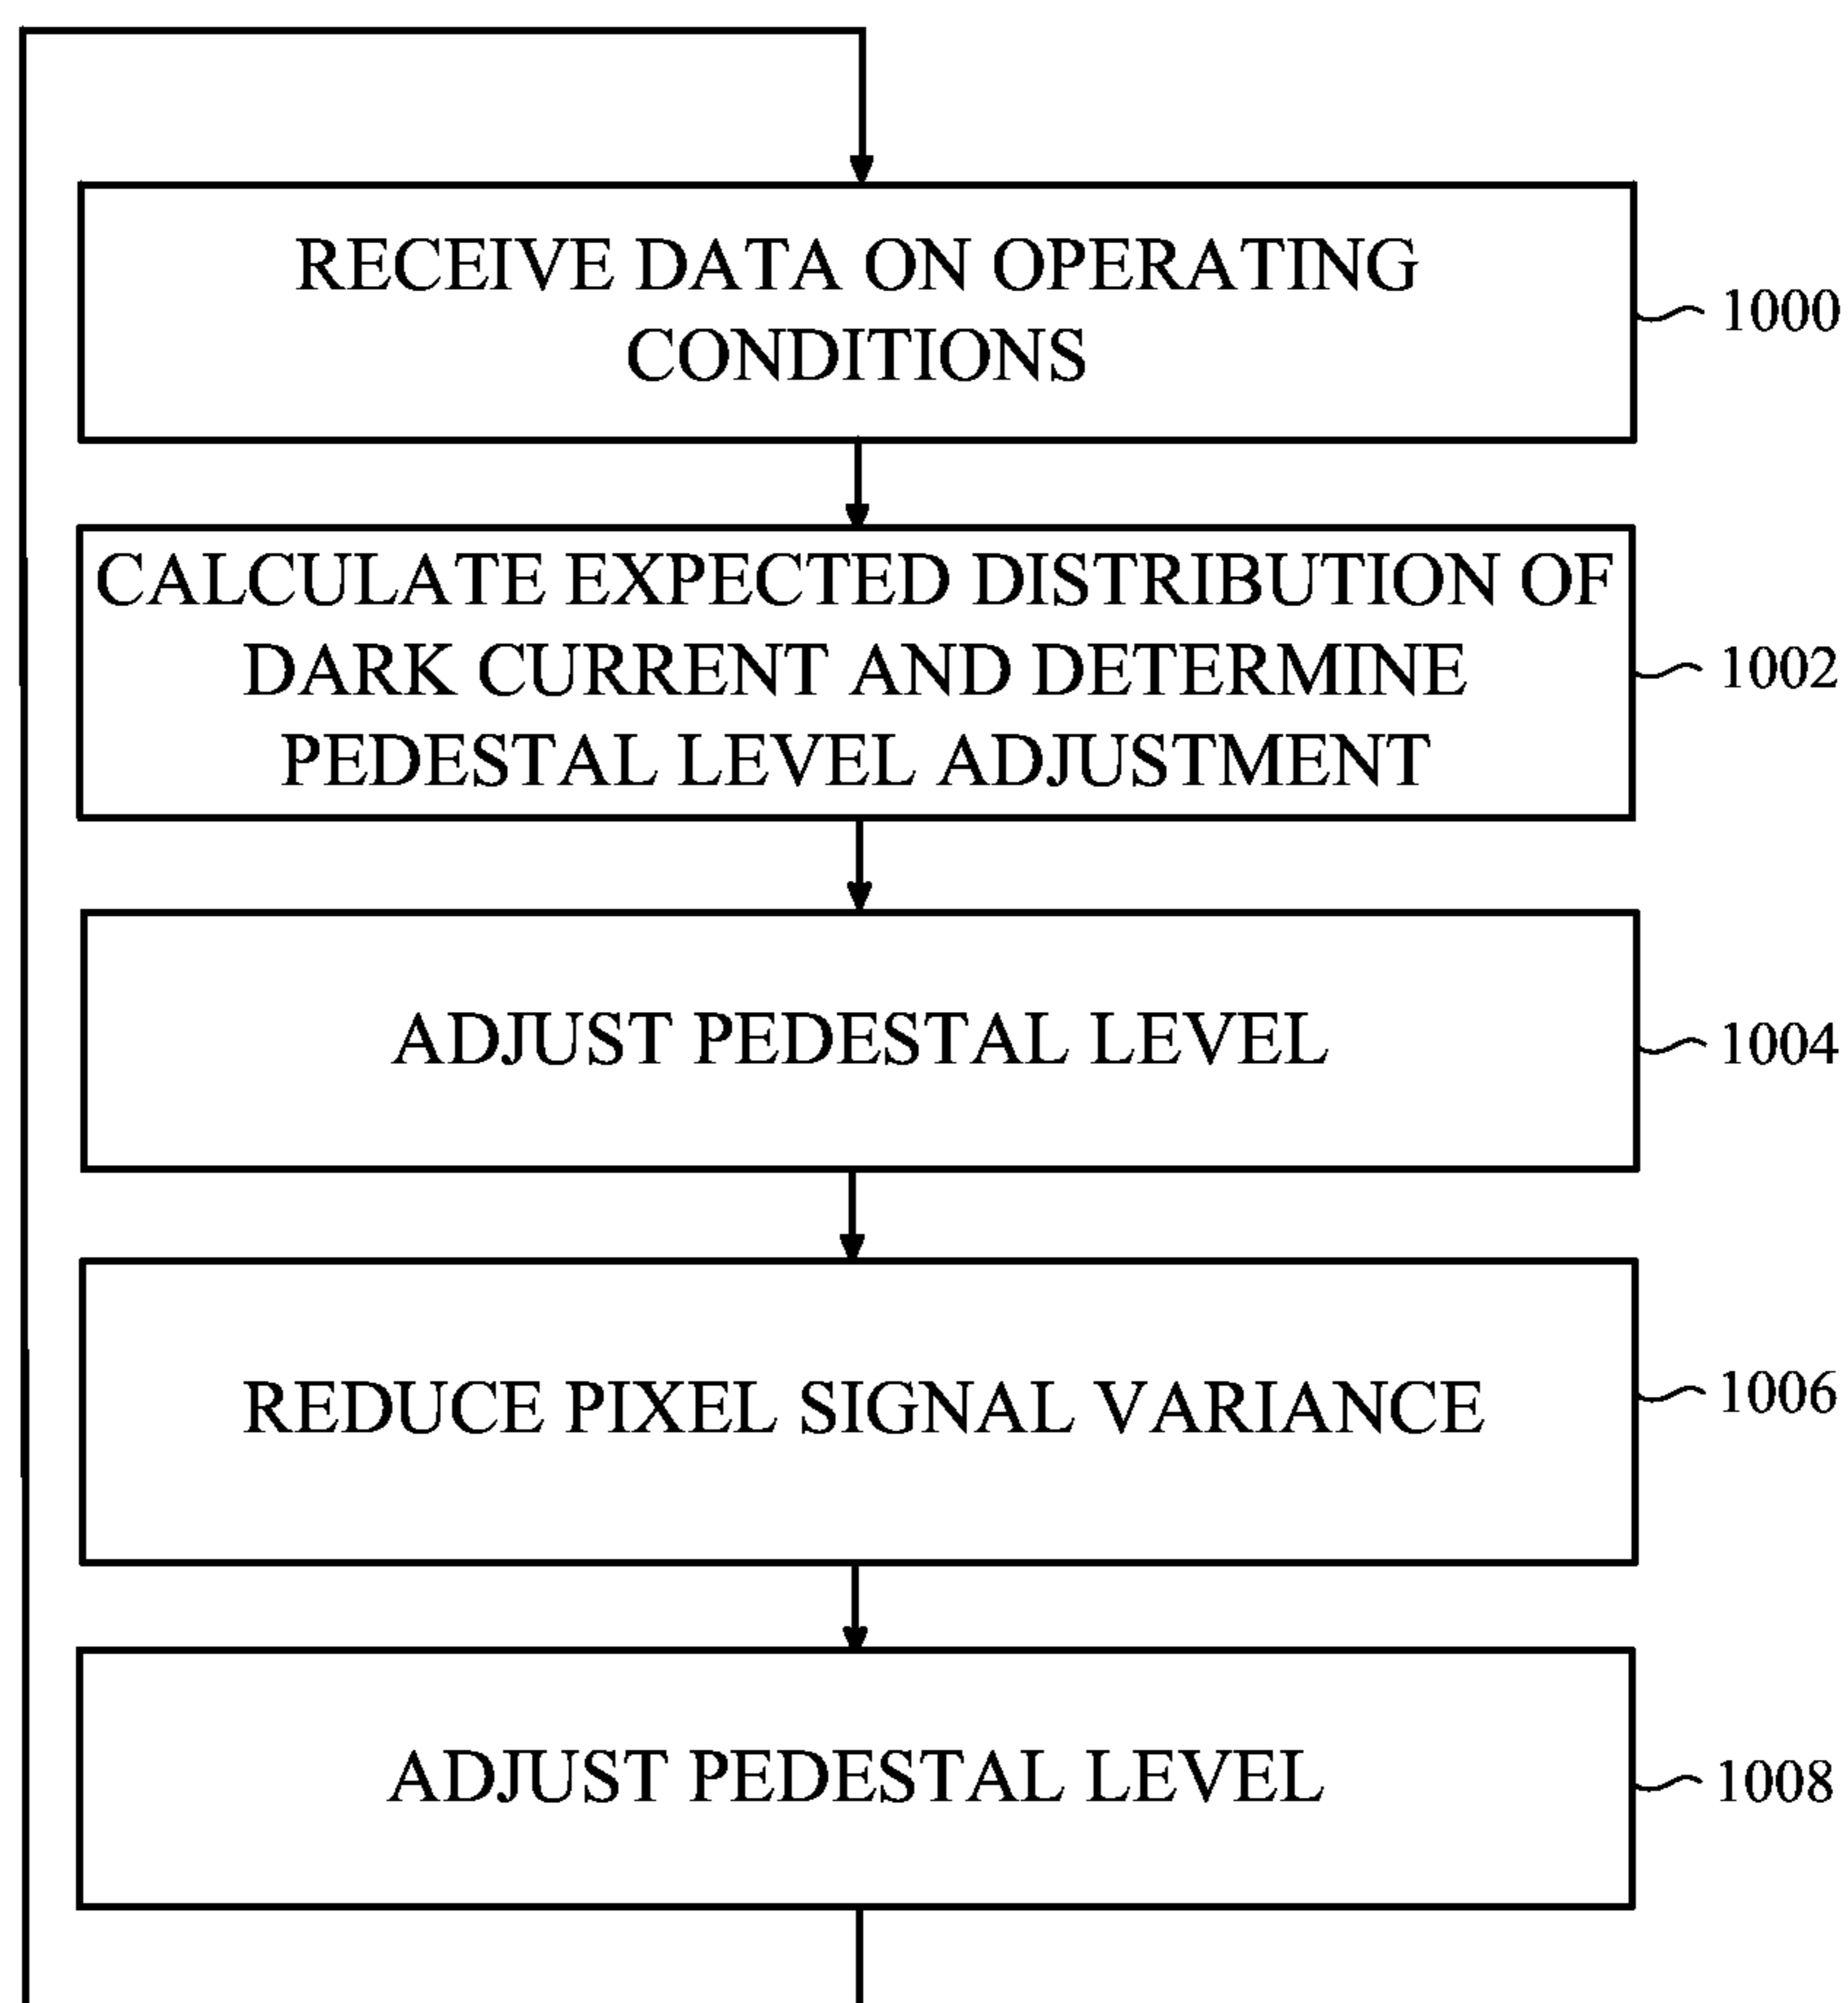 RECEIVE DATA ON OPERATING
CONDITIONS
1000
CALCULATE EXPECTED DISTRIBUTION OF
DARK CURRENT AND DETERMINE
PEDESTAL LEVEL ADJUSTMENT
1002
ADJUST PEDESTAL LEVEL
1004
REDUCE PIXEL SIGNAL VARIANCE
1006
ADJUST PEDESTAL LEVEL
1008